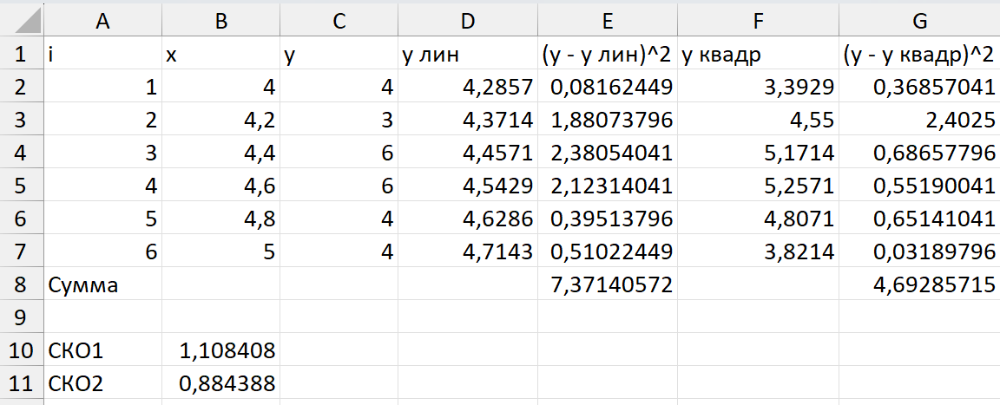 A B C D E F G
1 i x y y лин (y - y лин)^2 y квадр (y - y квадр)^2
2 1 4 4 4,2857 0,08162449 3,3929 0,36857041
3 2 4,2 3 4,3714 1,88073796 4,55 2,4025
4 3 4,4 6 4,4571 2,38054041 5,1714 0,68657796
5 4 4,6 6 4,5429 2,12314041 5,2571 0,55190041
6 5 4,8 4 4,6286 0,39513796 4,8071 0,65141041
7 6 5 4 4,7143 0,51022449 3,8214 0,03189796
8 Сумма 7,37140572 4,69285715
9
10 СКО1 1,108408
11 СКО2 0,884388